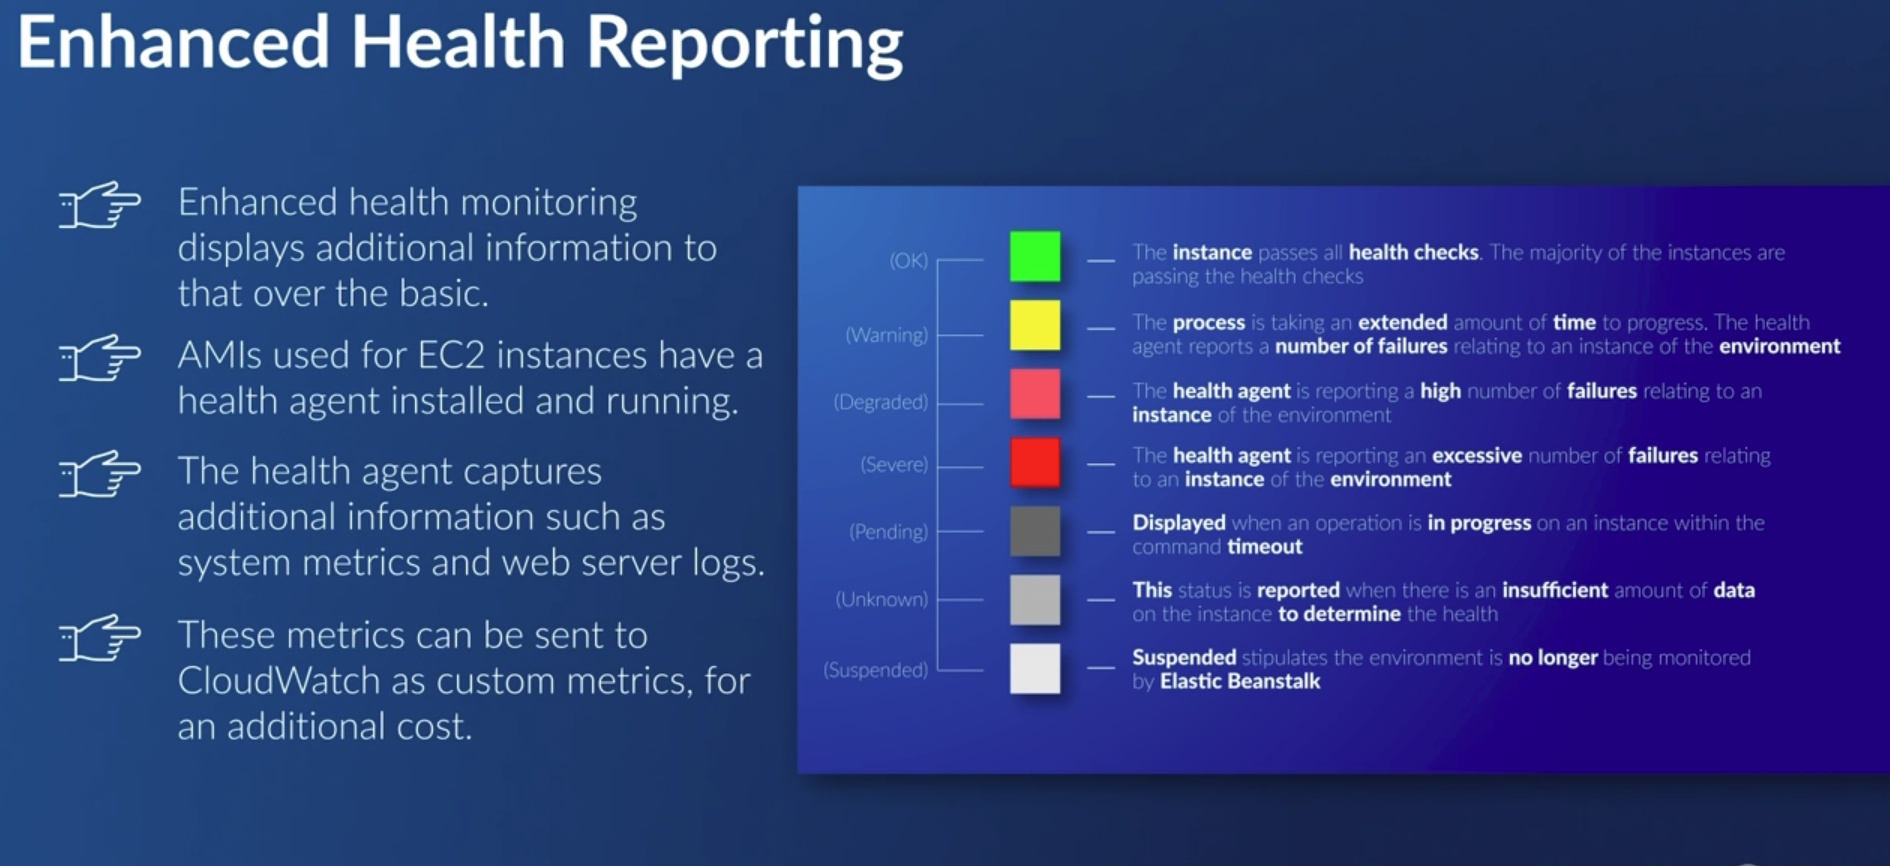 Enhanced Health Reporting
Enhanced health monitoring
displays additional information to
that over the basic.
AMIs used for EC2 instances have a
health agent installed and running.
The health agent captures
additional information such as
system metrics and web server logs.
These metrics can be sent to
CloudWatch as custom metrics, for
an additional cost.
(OK)
The instance passes all health checks. The majority of the instances are
passing the health checks
(Warning)
The process is taking an extended amount of time to progress. The health
agent reports a number of failures relating to an instance of the environment
(Degraded)
The health agent is reporting a high number of failures relating to an
instance of the environment
(Severe)
The health agent is reporting an excessive number of failures relating
to an instance of the environment
(Pending)
Displayed when an operation is in progress on an instance within the
command timeout
(Unknown)
This status is reported when there is an insufficient amount of data
on the instance to determine the health
(Suspended)
Suspended stipulates the environment is no longer being monitored
by Elastic Beanstalk